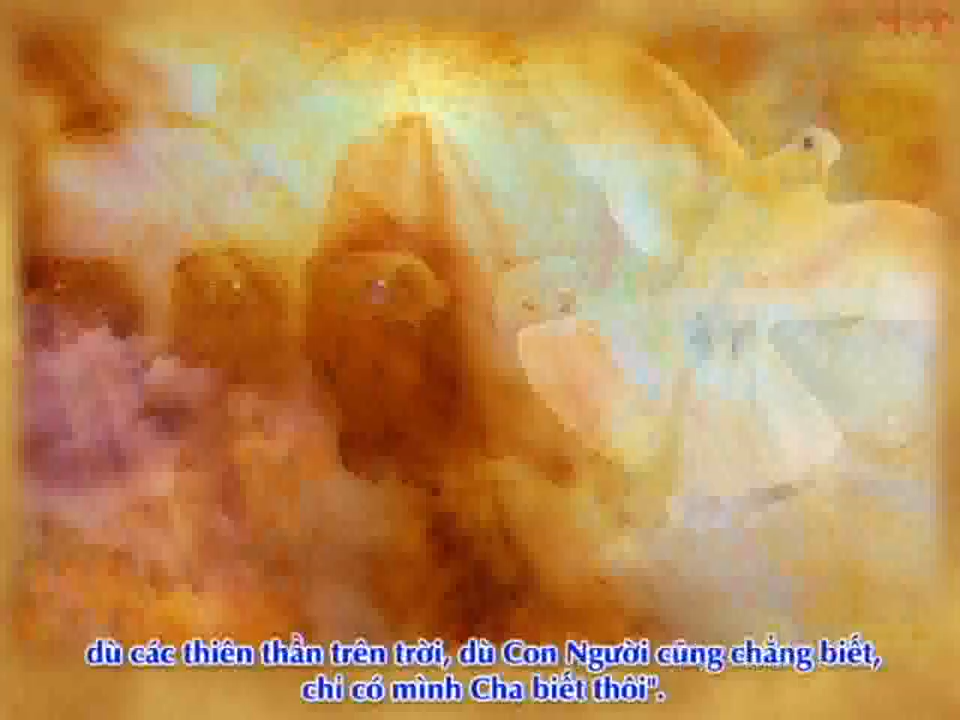 dù các thiên thần trên trời, dù Con Người cũng chẳng biết,
chỉ có mình Cha biết thôi".